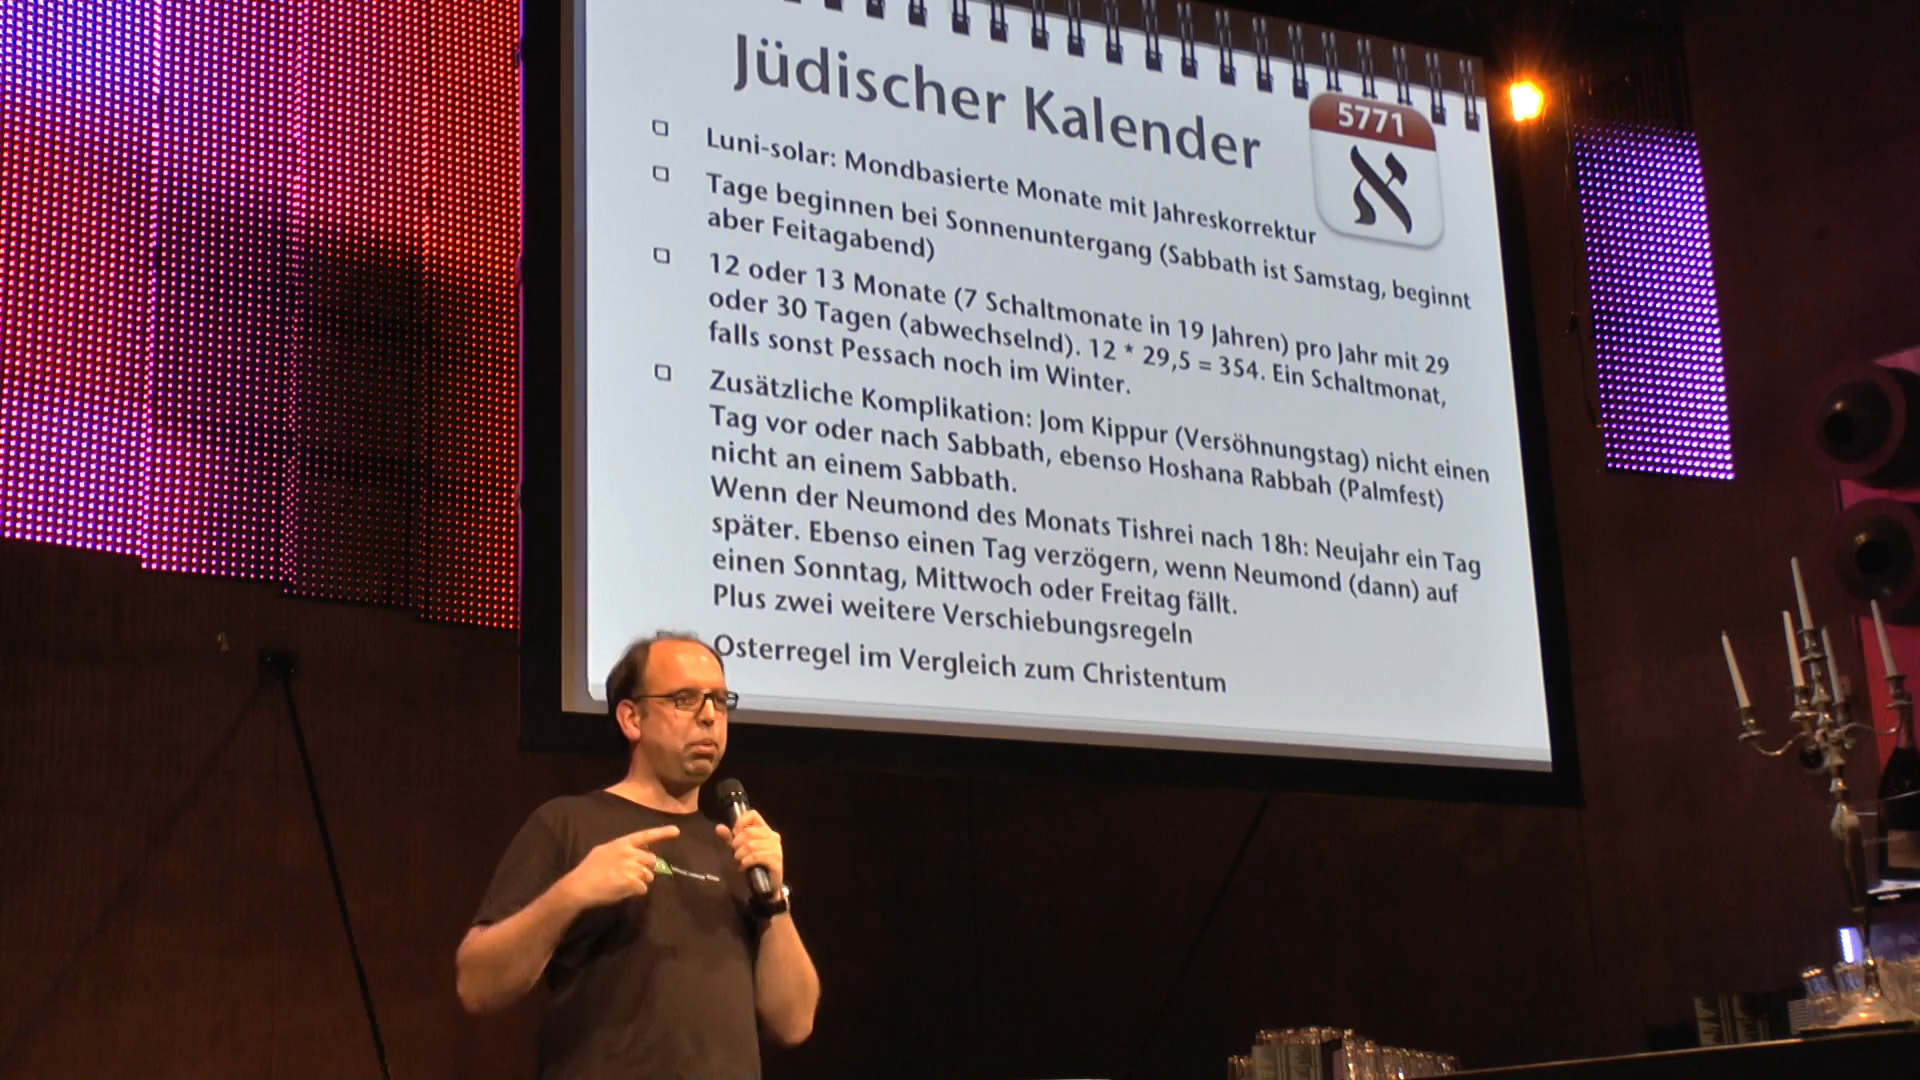 Jüdischer Kalender
5771
א
Luni-solar: Mondbasierte Monate mit Jahreskorrektur
Tage beginnen bei Sonnenuntergang (Sabbath ist Samstag, beginnt
aber Feitagabend)
12 oder 13 Monate (7 Schaltmonate in 19 Jahren) pro Jahr mit 29
oder 30 Tagen (abwechselnd). 12 * 29,5 = 354. Ein Schaltmonat,
falls sonst Pessach noch im Winter.
Zusätzliche Komplikation: Jom Kippur (Versöhnungstag) nicht einen
Tag vor oder nach Sabbath, ebenso Hoshana Rabbah (Palmfest)
nicht an einem Sabbath.
Wenn der Neumond des Monats Tishrei nach 18h: Neujahr ein Tag
später. Ebenso einen Tag verzögern, wenn Neumond (dann) auf
einen Sonntag, Mittwoch oder Freitag fällt.
Plus zwei weitere Verschiebungsregeln
Osterregel im Vergleich zum Christentum